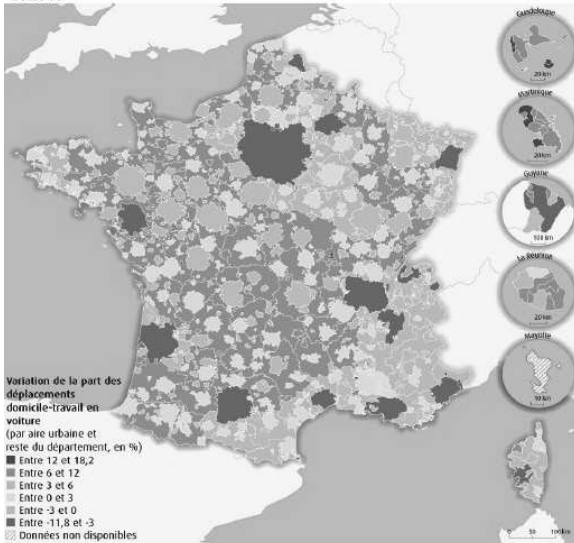 Guadeloupe
20 km
Martinique
20 km
Guyane
100 km
La Réunion
20 km
Mayotte
10 km
Variation de la part des
déplacements
domicile-travail en
voiture
(par aire urbaine et
reste du département, en %)
Entre 12 et 18,2
Entre 6 et 12
Entre 3 et 6
Entre 0 et 3
Entre -3 et 0
Entre -11,8 et -3
Données non disponibles
0 50 100 km